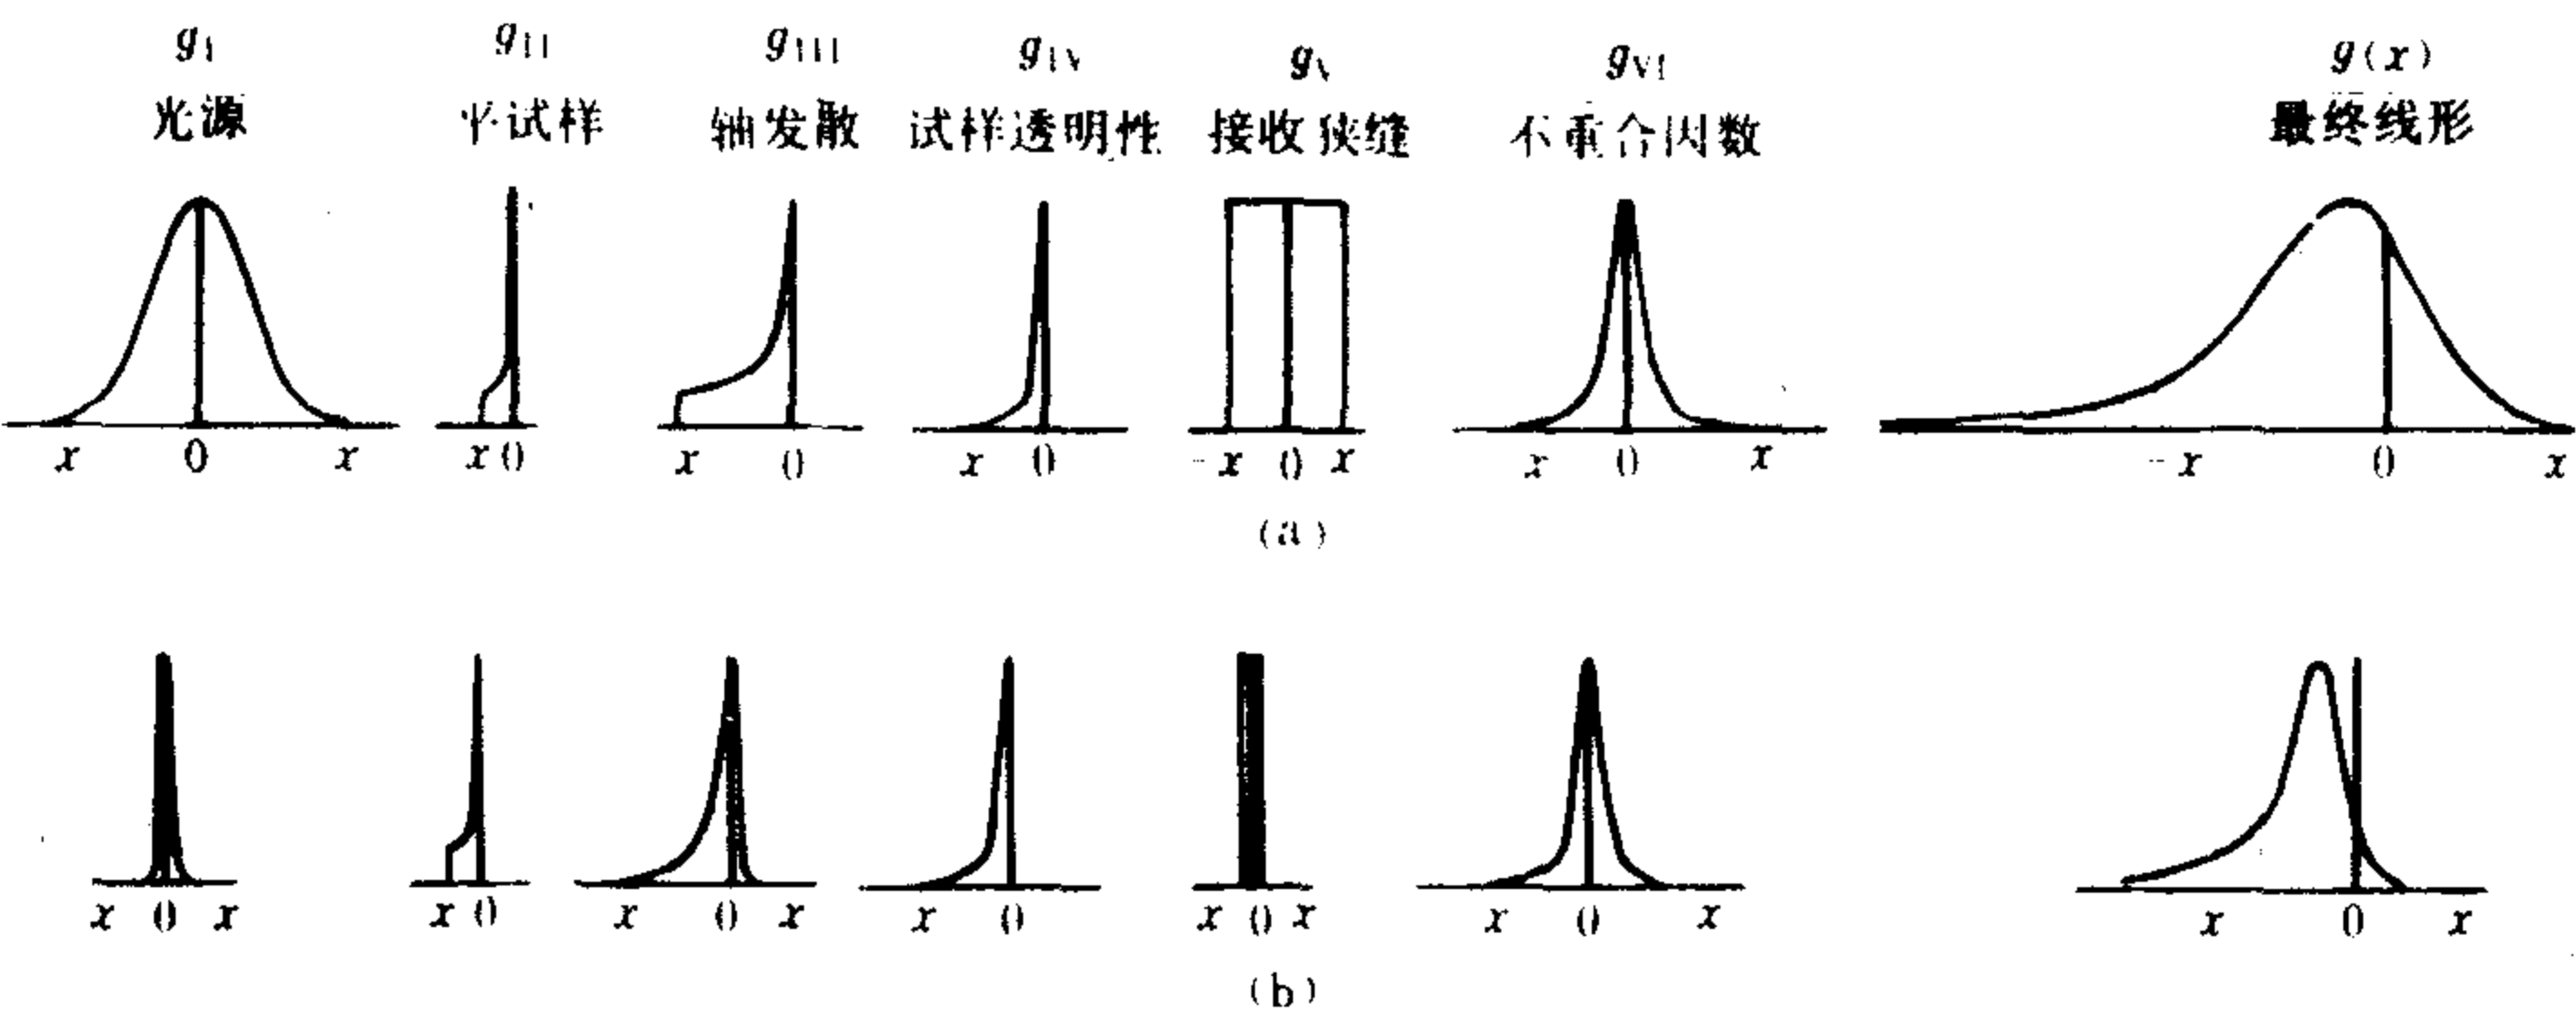 g_I g_II g_III g_IV g_V g_VI g(x)
光源 平试样 轴发散 试样透明性 接收狭缝 不重合因数 最终线形
x 0 x x 0 x 0 x 0 -x 0 x x 0 x -x 0 x
(a)
x 0 x x 0 x 0 x x 0 x 0 x x 0 x x 0 x
(b)